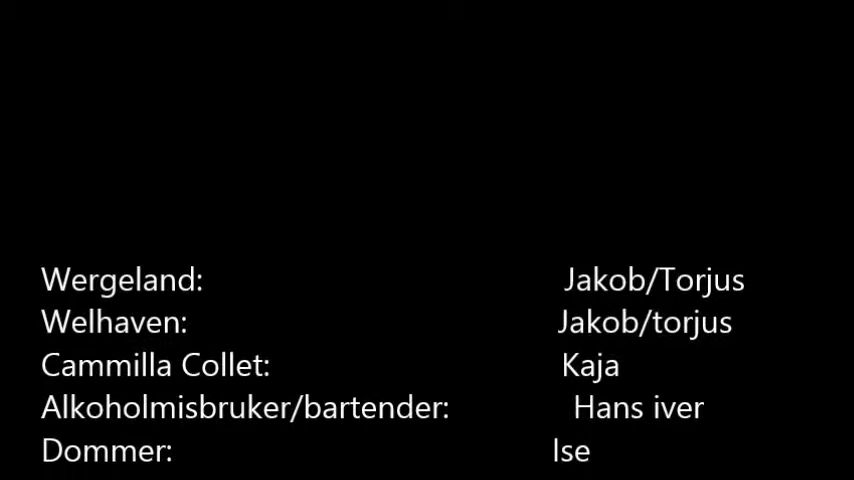 Wergeland: Jakob/Torjus
Welhaven: Jakob/torjus
Cammilla Collet: Kaja
Alkoholmisbruker/bartender: Hans iver
Dommer: Ise